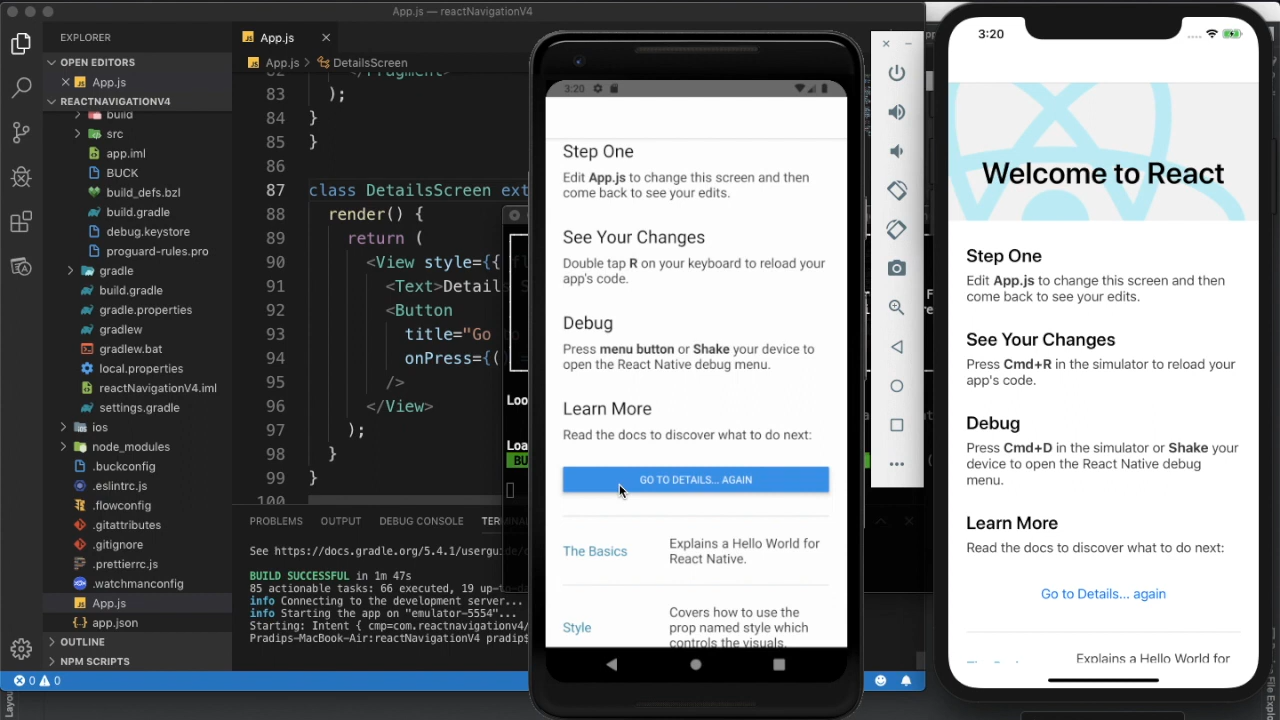 App.js — reactNavigationV4
EXPLORER
OPEN EDITORS
App.js
REACTNAVIGATIONV4
build
src
app.iml
BUCK
build_defs.bzl
build.gradle
debug.keystore
proguard-rules.pro
gradle
build.gradle
gradle.properties
gradlew
gradlew.bat
local.properties
reactNavigationV4.iml
settings.gradle
ios
node_modules
.buckconfig
.eslintrc.js
.flowconfig
.gitattributes
.gitignore
.prettierrc.js
.watchmanconfig
App.js
app.json
OUTLINE
NPM SCRIPTS
0 0
App.js
App.js > DetailsScreen
82 </Fragment>
83 );
84 }
85 }
86
87 class DetailsScreen ext
88 render() {
89 return (
90 <View style={{
91 <Text>Details
92 <Button
93 title="Go
94 onPress={()
95 />
96 </View>
97 );
98 }
99 }
100
PROBLEMS OUTPUT DEBUG CONSOLE TER
See https://docs.gradle.org/5.4.1/userguide/
BUILD SUCCESSFUL in 1m 47s
85 actionable tasks: 66 executed, 19 up-to-
info Connecting to the development server...
info Starting the app on "emulator-5554"...
Starting: Intent { cmp=com.reactnavigationv4/
Pradips-MacBook-Air:reactNavigationV4 pradip$
Loa
BU
3:20
Step One
Edit App.js to change this screen and then
come back to see your edits.
See Your Changes
Double tap R on your keyboard to reload your
app's code.
Debug
Press menu button or Shake your device to
open the React Native debug menu.
Learn More
Read the docs to discover what to do next:
GO TO DETAILS... AGAIN
The Basics
Explains a Hello World for
React Native.
Style
Covers how to use the
prop named style which
controls the visuals.
3:20
Welcome to React
Step One
Edit App.js to change this screen and then
come back to see your edits.
See Your Changes
Press Cmd+R in the simulator to reload your
app's code.
Debug
Press Cmd+D in the simulator or Shake your
device to open the React Native debug
menu.
Learn More
Read the docs to discover what to do next:
Go to Details... again
Explains a Hello World for